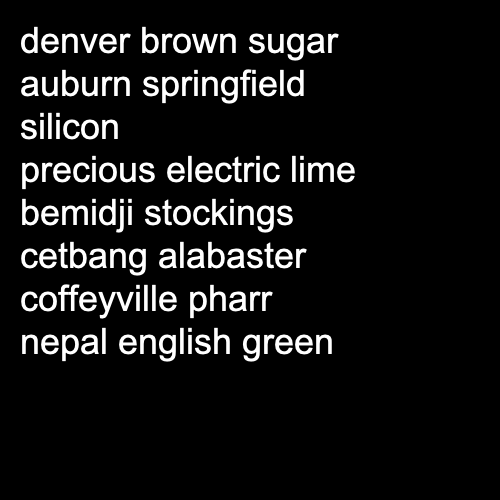 denver brown sugar
auburn springfield
silicon
precious electric lime
bemidji stockings
cetbang alabaster
coffeyville pharr
nepal english green